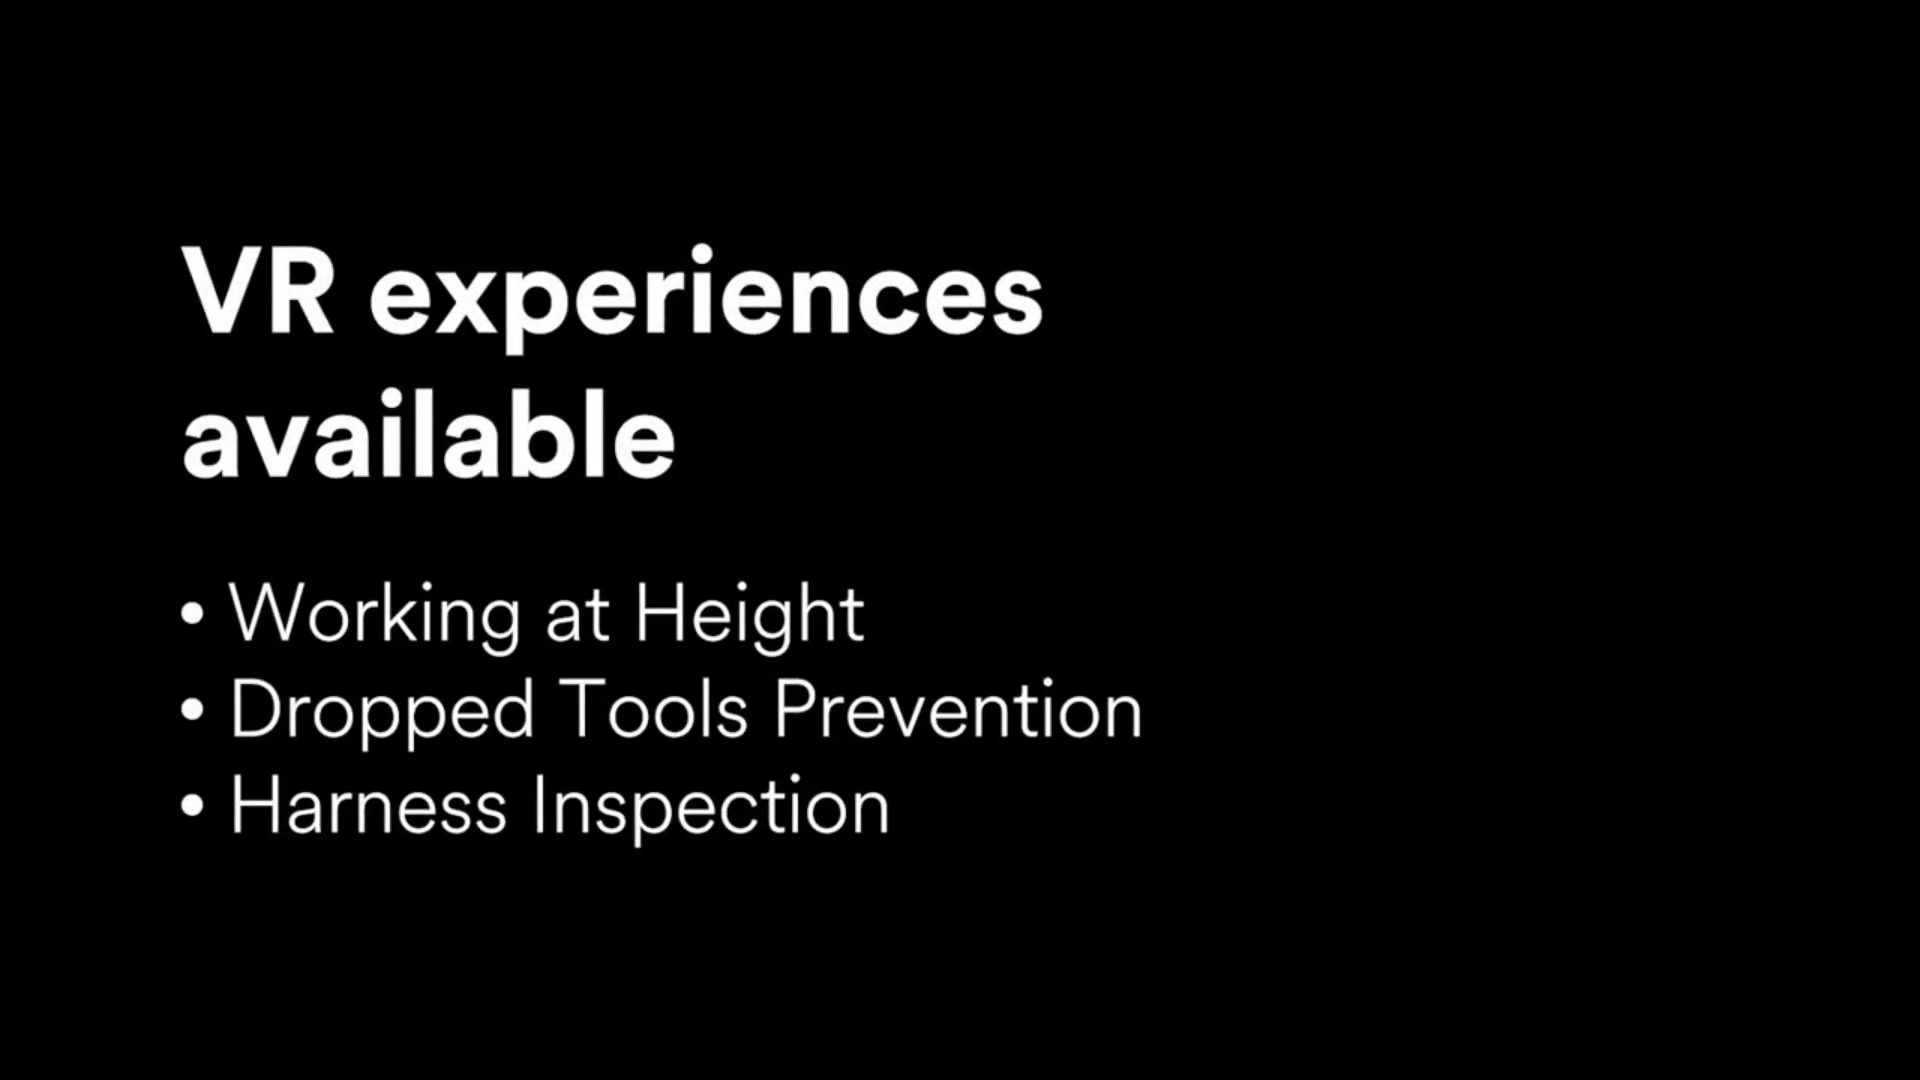 VR experiences
available
• Working at Height
• Dropped Tools Prevention
• Harness Inspection